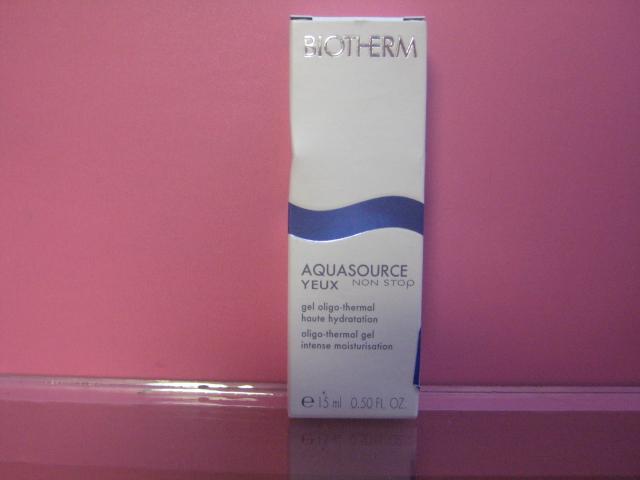 BIOTHERM
AQUASOURCE
YEUX NON STOP
gel oligo-thermal
haute hydratation
oligo-thermal gel
intense moisturisation
℮ 15 ml 0.50 FL. OZ.